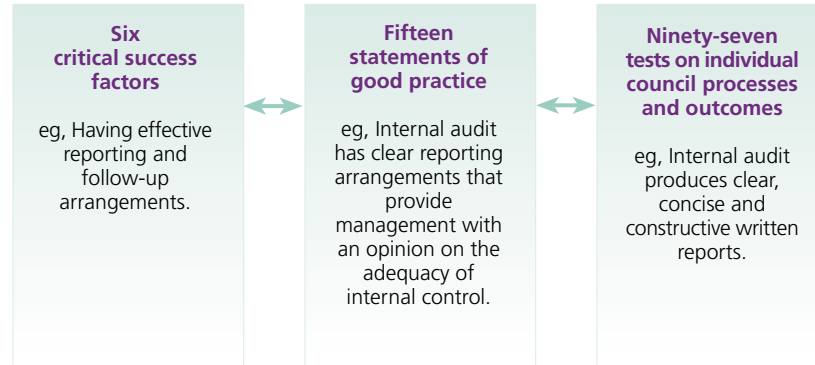 Six
critical success
factors
eg, Having effective
reporting and
follow-up
arrangements.
Fifteen
statements of
good practice
eg, Internal audit
has clear reporting
arrangements that
provide
management with
an opinion on the
adequacy of
internal control.
Ninety-seven
tests on individual
council processes
and outcomes
eg, Internal audit
produces clear,
concise and
constructive written
reports.